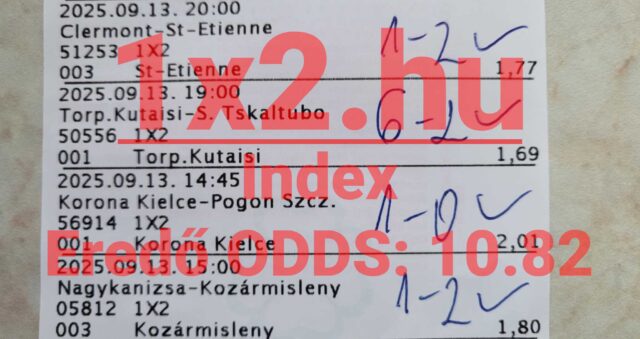 2025.09.13. 20:00
Clermont-St-Etienne
51253 1X2
003 St-Etienne 1,77
1-2 ✓
2025.09.13. 19:00
Torp.Kutaisi-S. Tskaltubo
50556 1X2
001 Torp.Kutaisi 1,69
6-2 ✓
2025.09.13. 14:45
Korona Kielce-Pogon Szcz.
56914 1X2
001 Korona Kielce 2,01
1-0 ✓
2025.09.13. 15:00
Nagykanizsa-Kozármisleny
05812 1X2
003 Kozármisleny 1,80
1-2 ✓
1x2.hu
Index
Eredő ODDS: 10.82